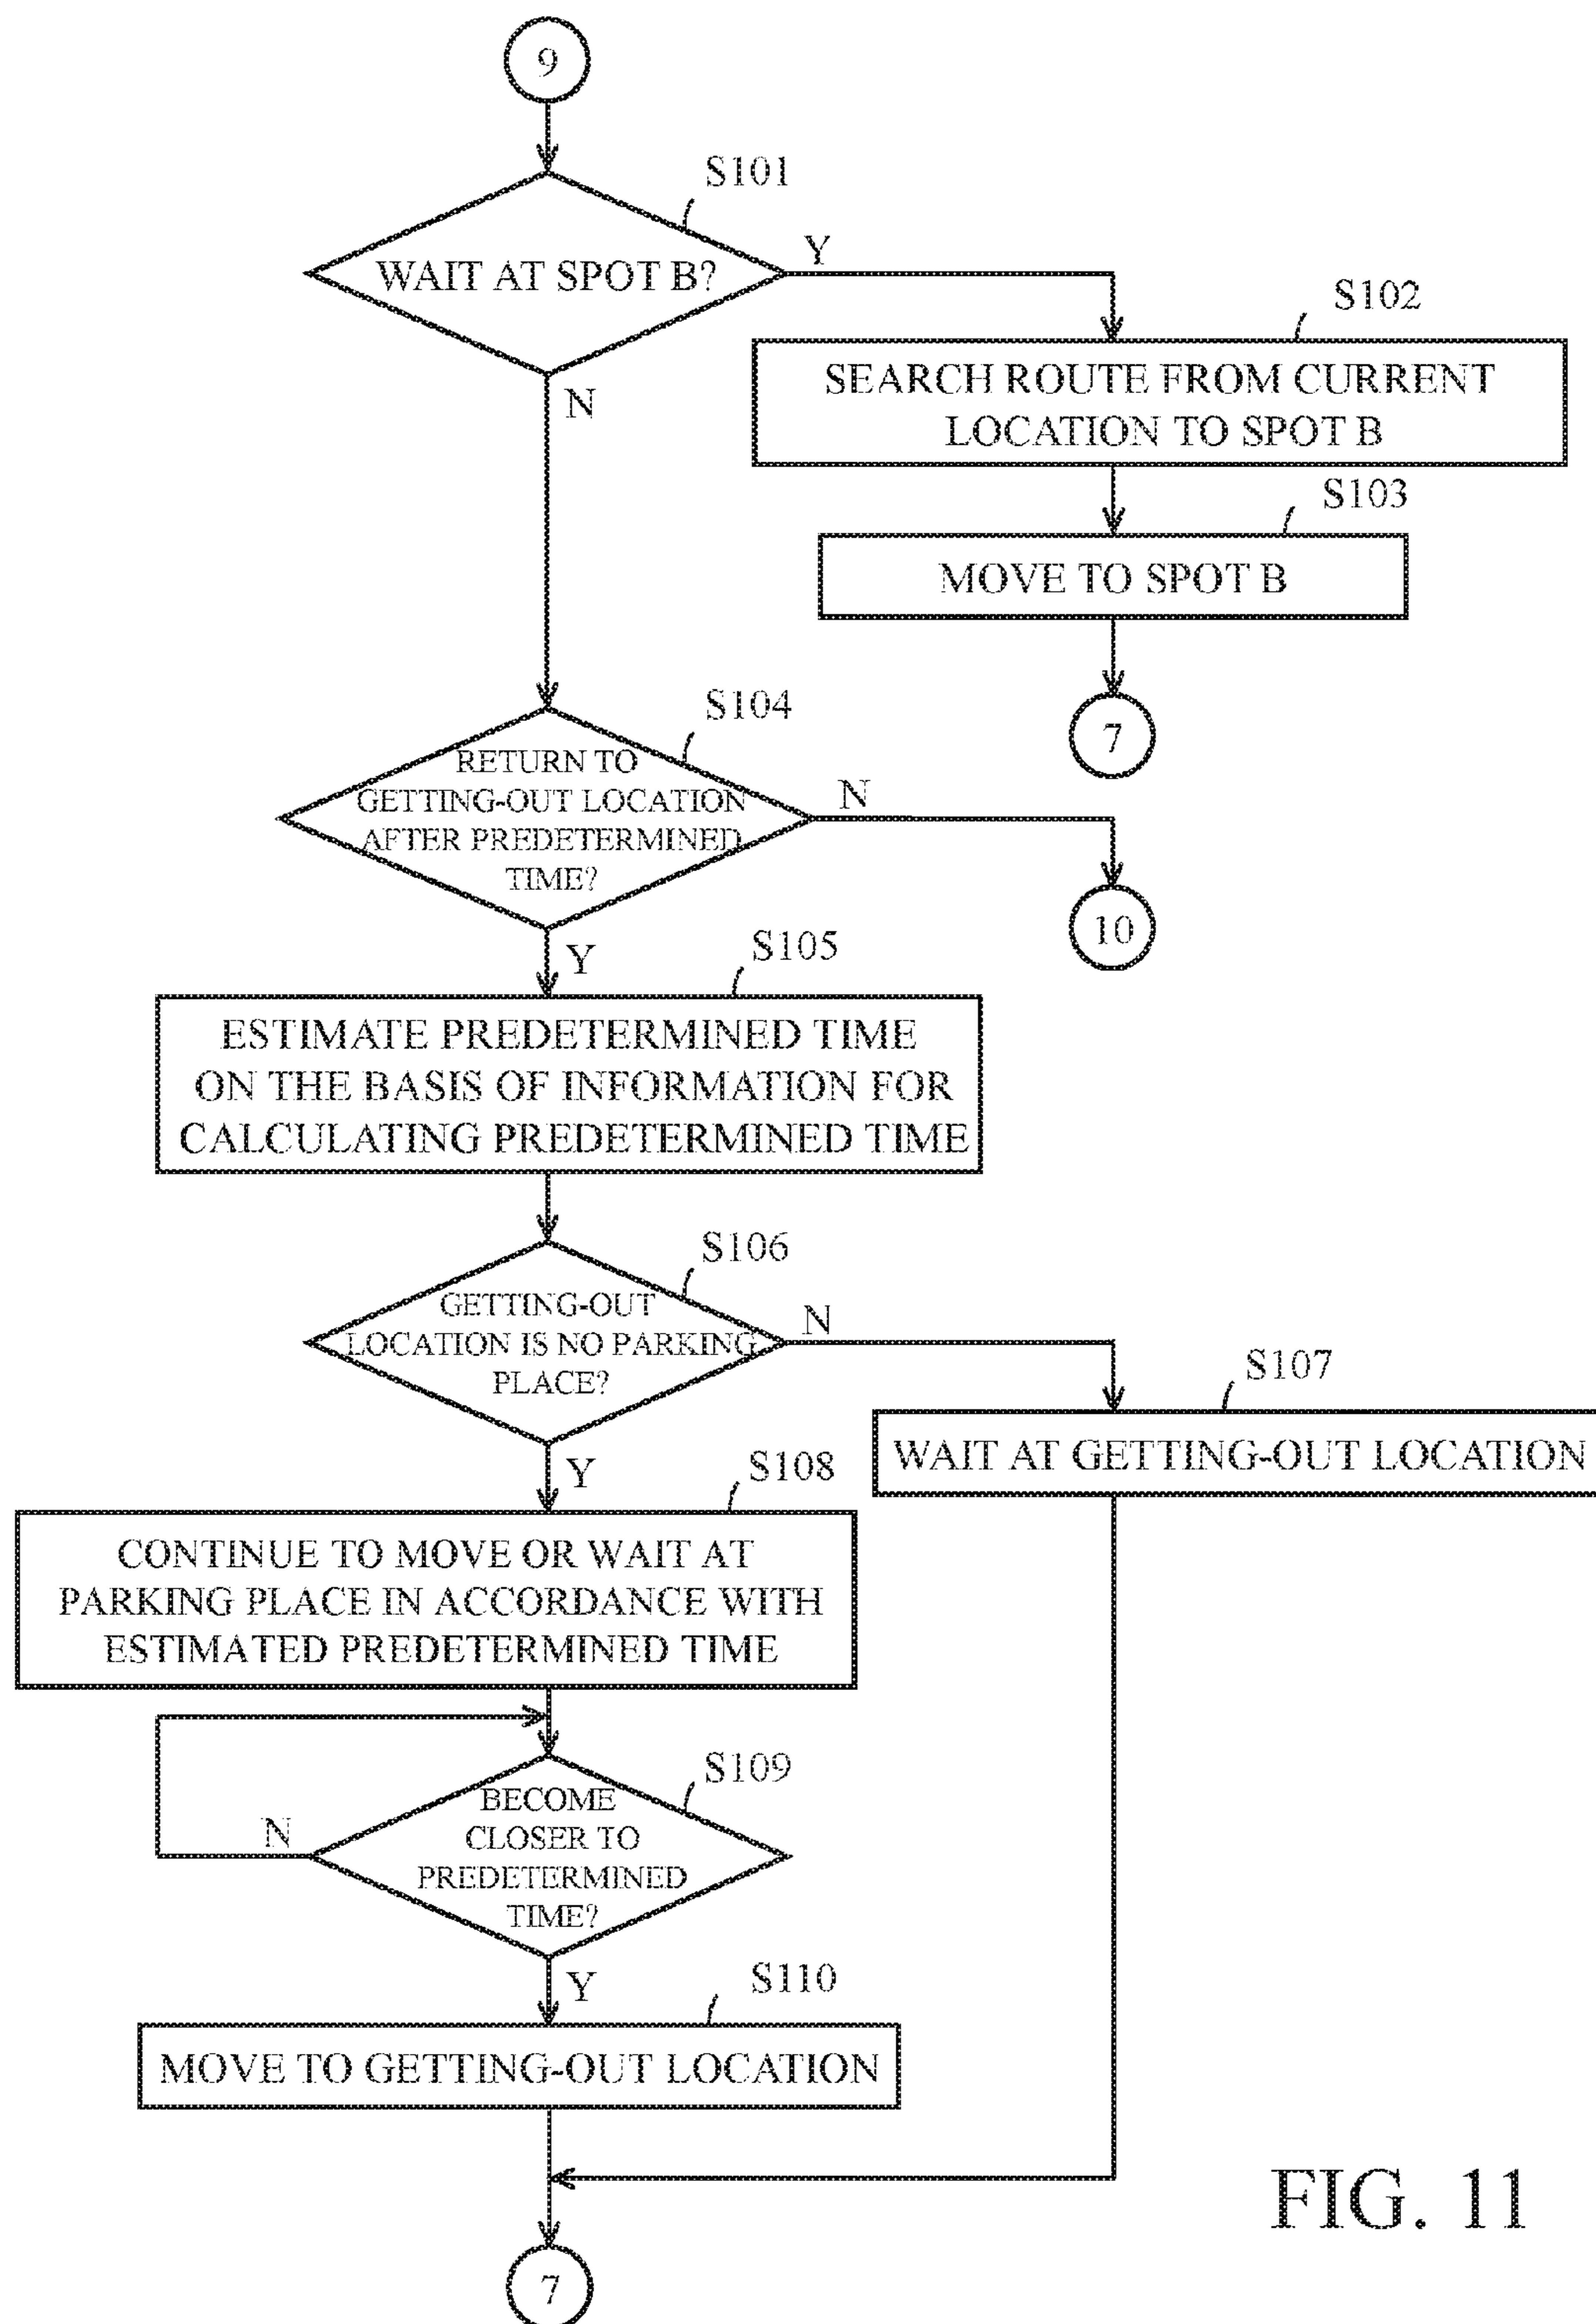 9
S101
WAIT AT SPOT B?
Y
N
S102
SEARCH ROUTE FROM CURRENT
LOCATION TO SPOT B
S103
MOVE TO SPOT B
7
S104
RETURN TO
GETTING-OUT LOCATION
AFTER PREDETERMINED
TIME?
N
10
Y
S105
ESTIMATE PREDETERMINED TIME
ON THE BASIS OF INFORMATION FOR
CALCULATING PREDETERMINED TIME
S106
GETTING-OUT
LOCATION IS NO PARKING
PLACE?
N
S107
WAIT AT GETTING-OUT LOCATION
Y
S108
CONTINUE TO MOVE OR WAIT AT
PARKING PLACE IN ACCORDANCE WITH
ESTIMATED PREDETERMINED TIME
S109
BECOME
CLOSER TO
PREDETERMINED
TIME?
N
Y
S110
MOVE TO GETTING-OUT LOCATION
7
FIG. 11